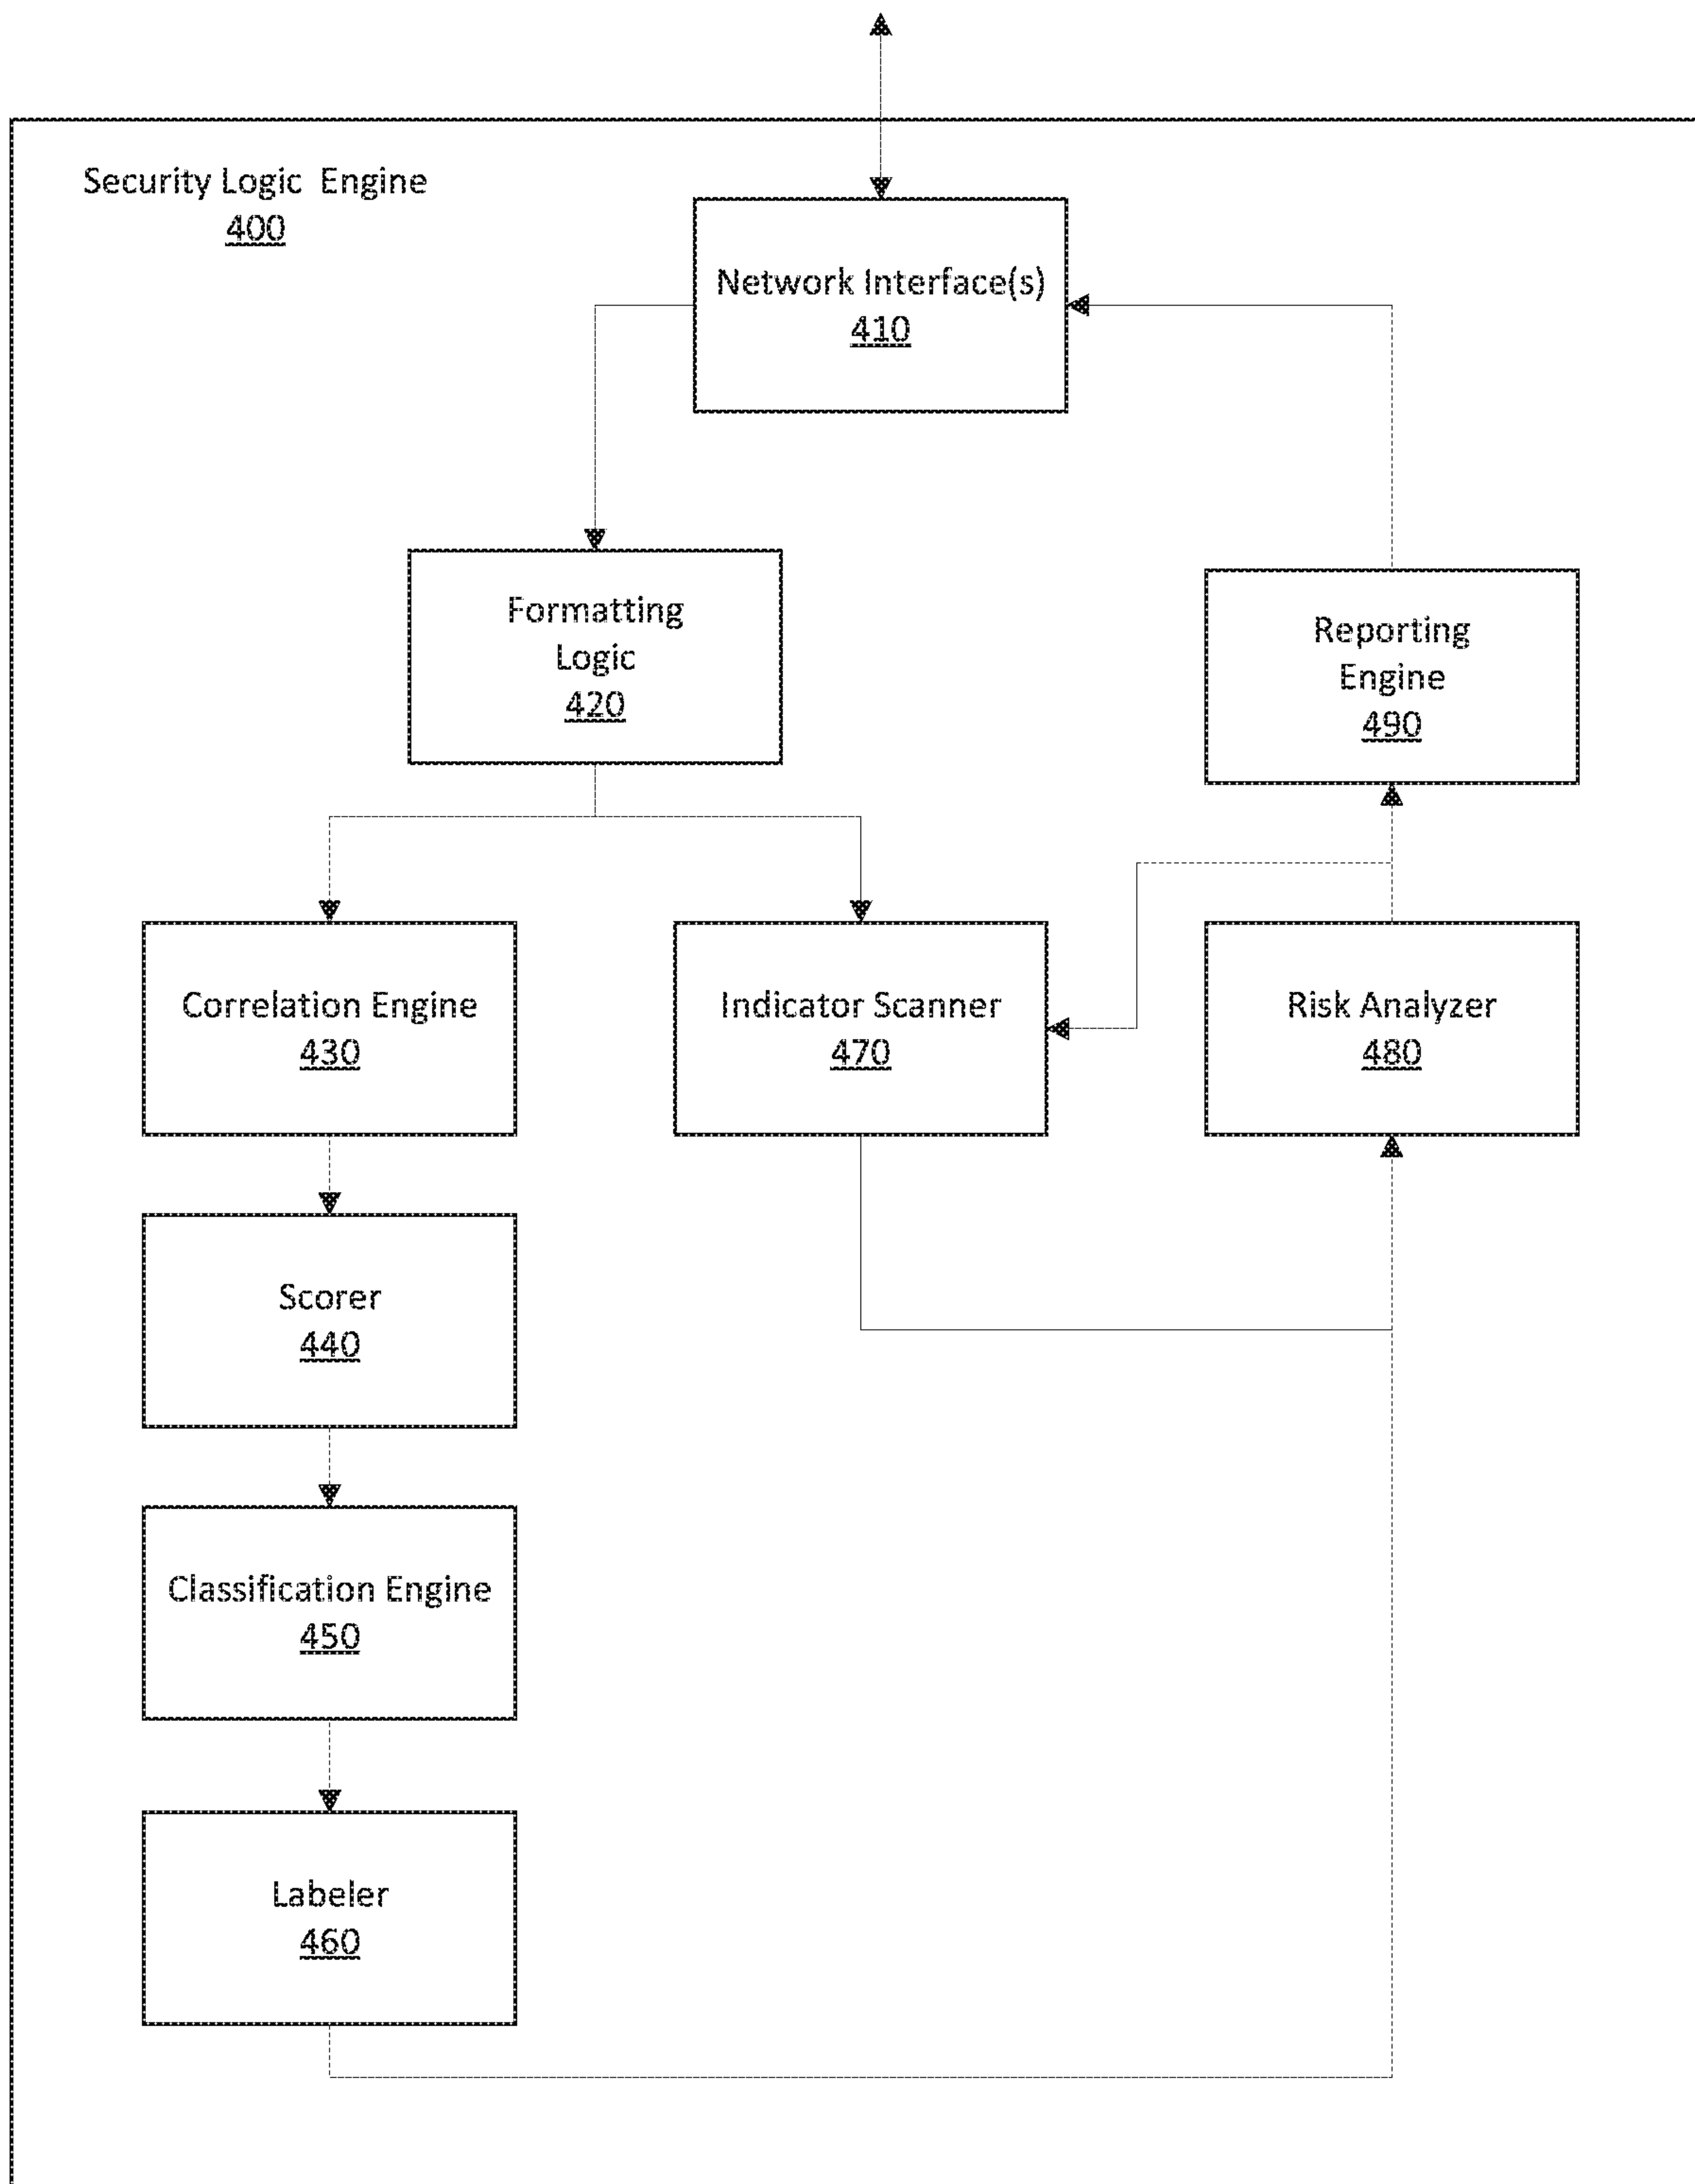 Security Logic Engine
400
Network Interface(s)
410
Formatting
Logic
420
Reporting
Engine
490
Correlation Engine
430
Indicator Scanner
470
Risk Analyzer
480
Scorer
440
Classification Engine
450
Labeler
460